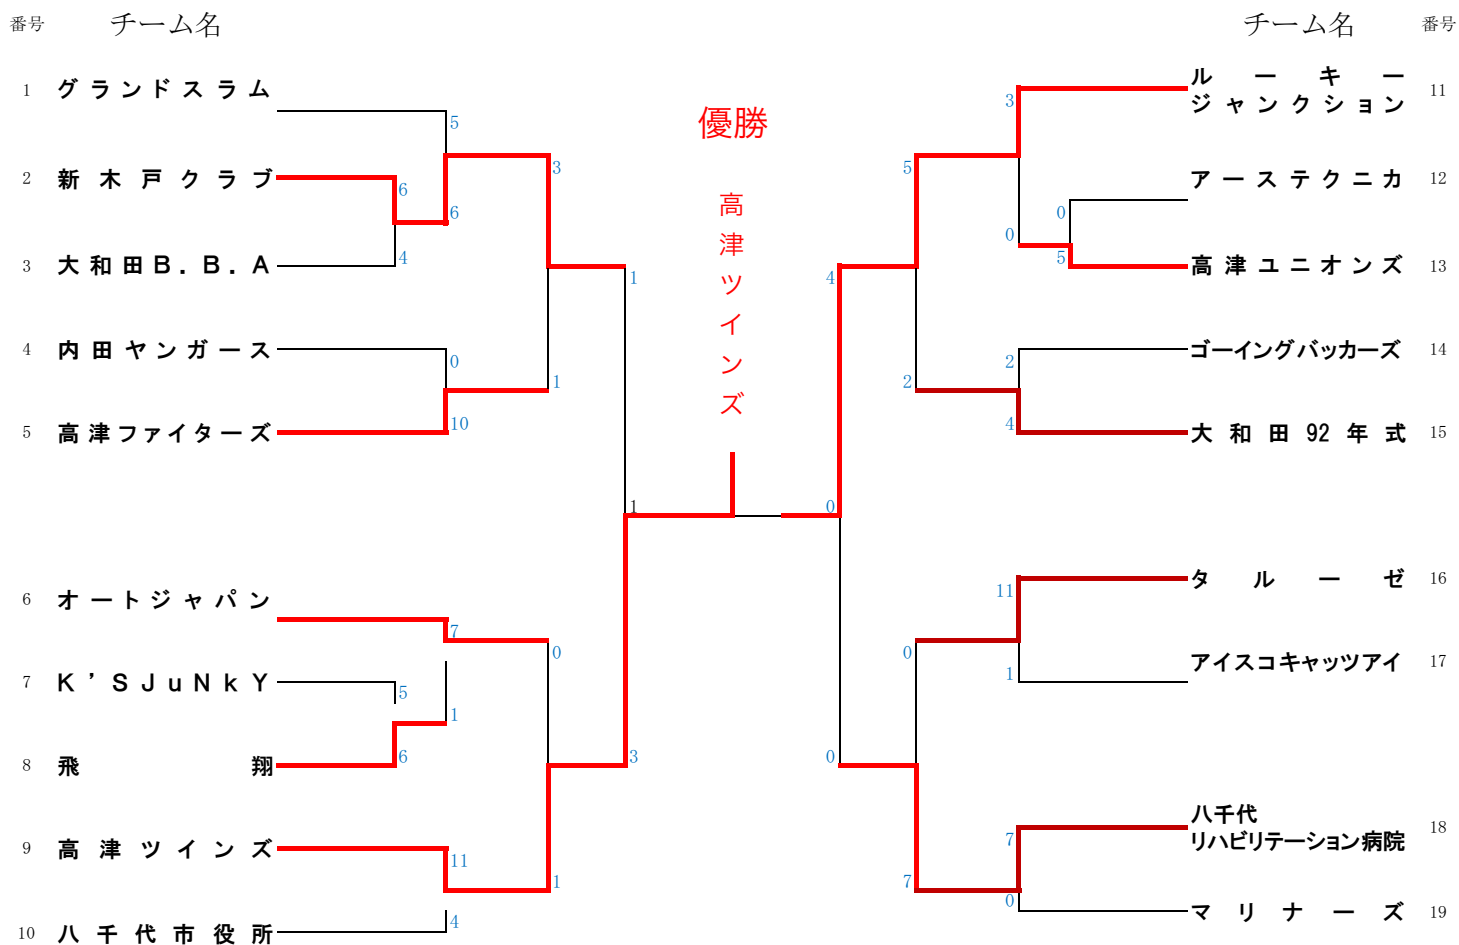 番号 チーム名 チーム名 番号
優勝
高津ツインズ
1 グランドスラム
5
2 新木戸クラブ
6
6
3
3 大和田B.B.A
4
4 内田ヤンガース
0
1
5 高津ファイターズ
10
1
1
6 オートジャパン
7
0
7 K'SJuNkY
5
1
8 飛翔
6
3
9 高津ツインズ
11
1
10 八千代市役所
4
ルーキー
ジャンクション 11
3
5
アーステクニカ 12
0
0
4
高津ユニオンズ 13
5
ゴーイングバッカーズ 14
2
2
大和田92年式 15
4
0
タルーゼ 16
11
0
アイスコキャッツアイ 17
1
0
八千代
リハビリテーション病院 18
7
7
マリナーズ 19
0